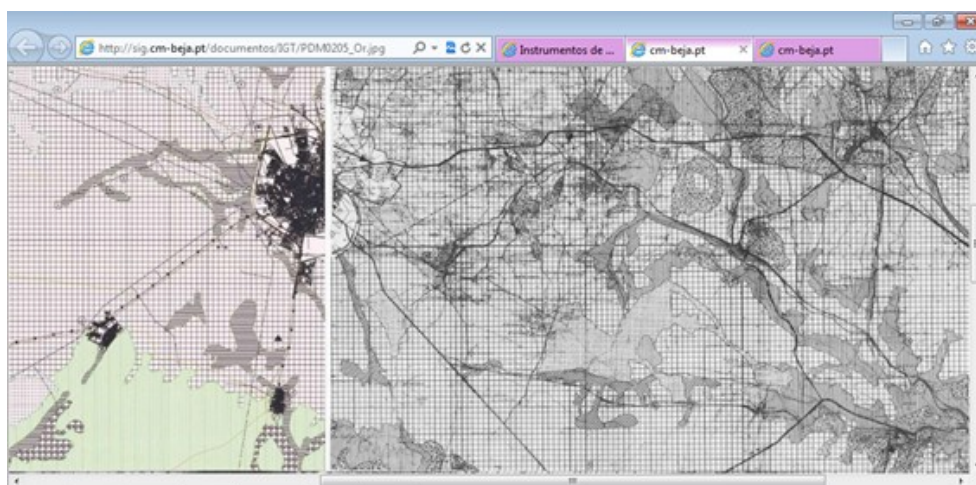 http://sig.cm-beja.pt/documentos/IGT/PDM0205_Or.jpg
Instrumentos de ...
cm-beja.pt
cm-beja.pt